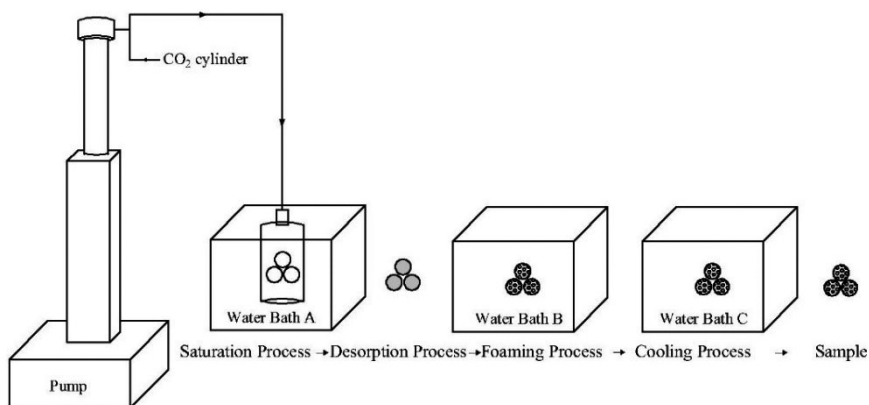 CO₂ cylinder
Water Bath A
Water Bath B
Water Bath C
Saturation Process →Desorption Process→Foaming Process → Cooling Process → Sample
Pump